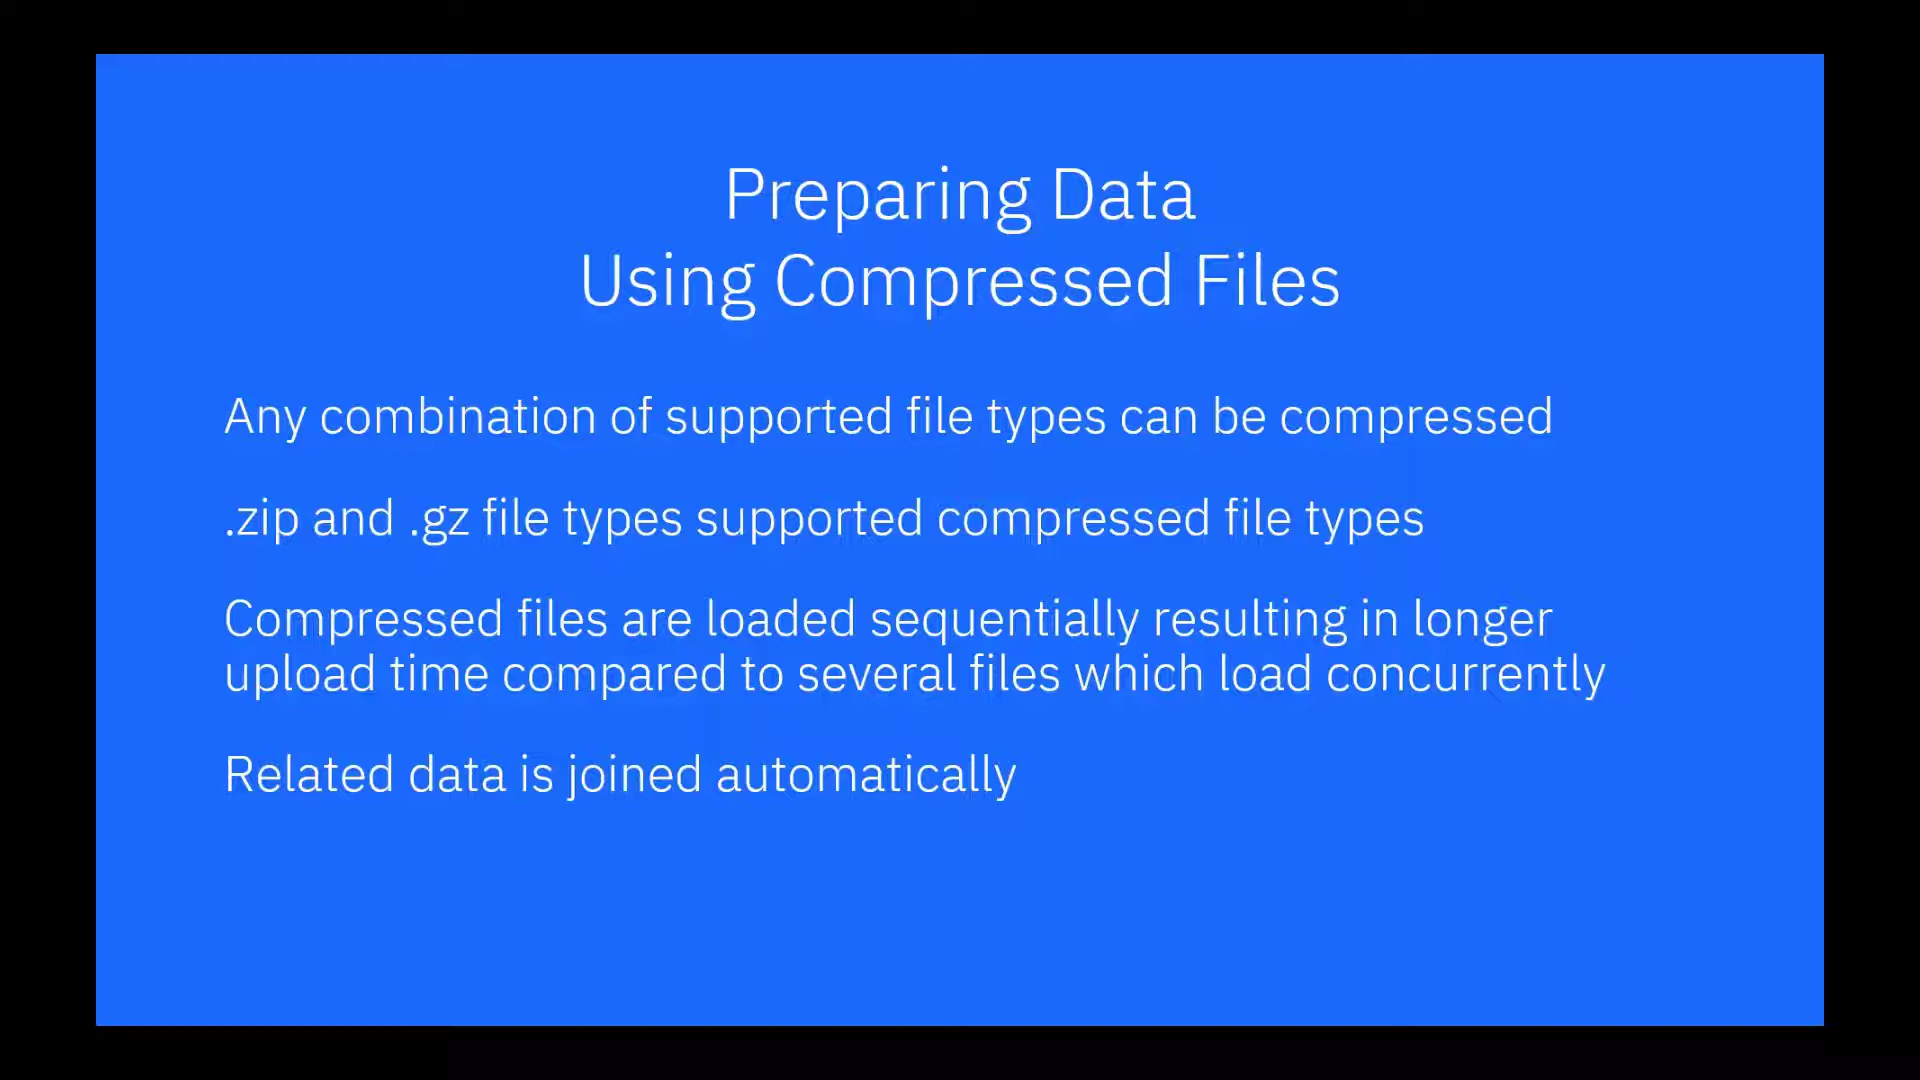 Preparing Data
Using Compressed Files
Any combination of supported file types can be compressed
.zip and .gz file types supported compressed file types
Compressed files are loaded sequentially resulting in longer
upload time compared to several files which load concurrently
Related data is joined automatically